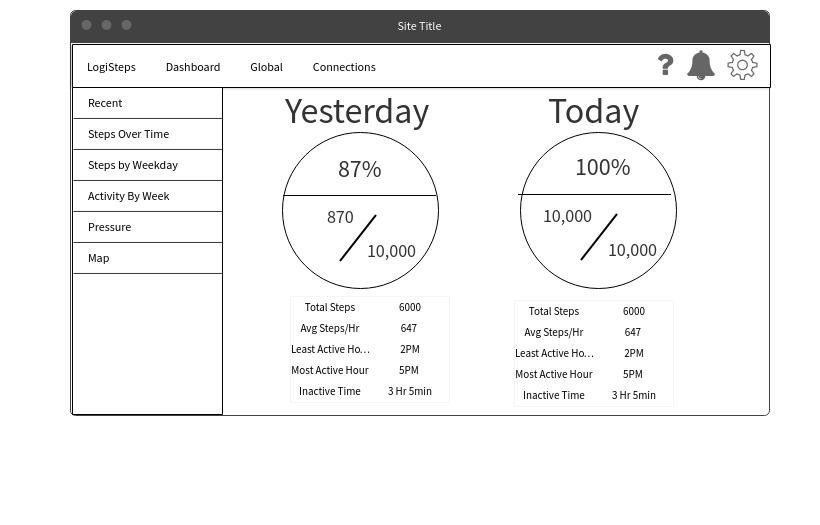 Site Title
LogiSteps Dashboard Global Connections ?
Recent
Steps Over Time
Steps by Weekday
Activity By Week
Pressure
Map
Yesterday
87%
870
10,000
Total Steps 6000
Avg Steps/Hr 647
Least Active Ho... 2PM
Most Active Hour 5PM
Inactive Time 3 Hr 5min
Today
100%
10,000
10,000
Total Steps 6000
Avg Steps/Hr 647
Least Active Ho... 2PM
Most Active Hour 5PM
Inactive Time 3 Hr 5min